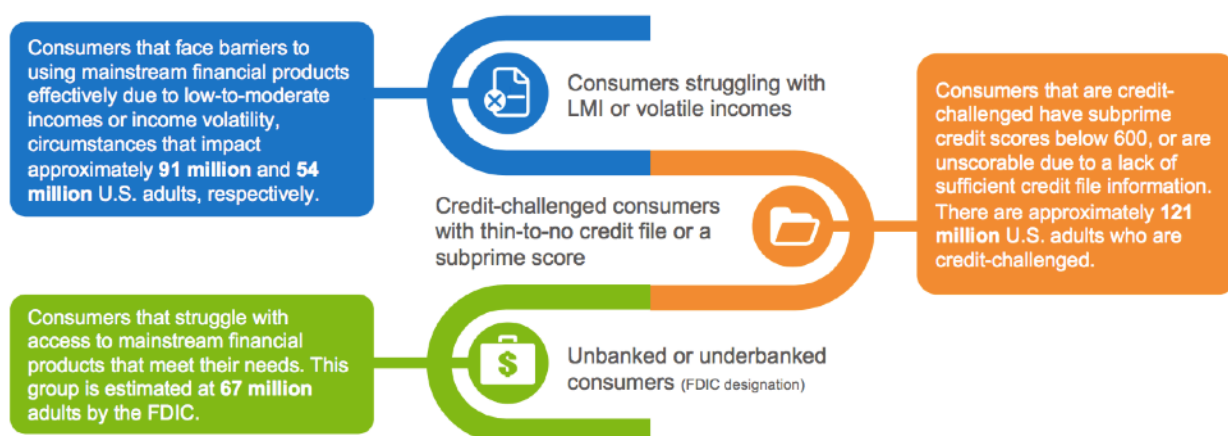 Consumers that face barriers to
using mainstream financial products
effectively due to low-to-moderate
incomes or income volatility,
circumstances that impact
approximately 91 million and 54
million U.S. adults, respectively.
Consumers struggling with
LMI or volatile incomes
Consumers that are credit-
challenged have subprime
credit scores below 600, or are
unscorable due to a lack of
sufficient credit file information.
There are approximately 121
million U.S. adults who are
credit-challenged.
Credit-challenged consumers
with thin-to-no credit file or a
subprime score
Consumers that struggle with
access to mainstream financial
products that meet their needs. This
group is estimated at 67 million
adults by the FDIC.
$
Unbanked or underbanked
consumers (FDIC designation)